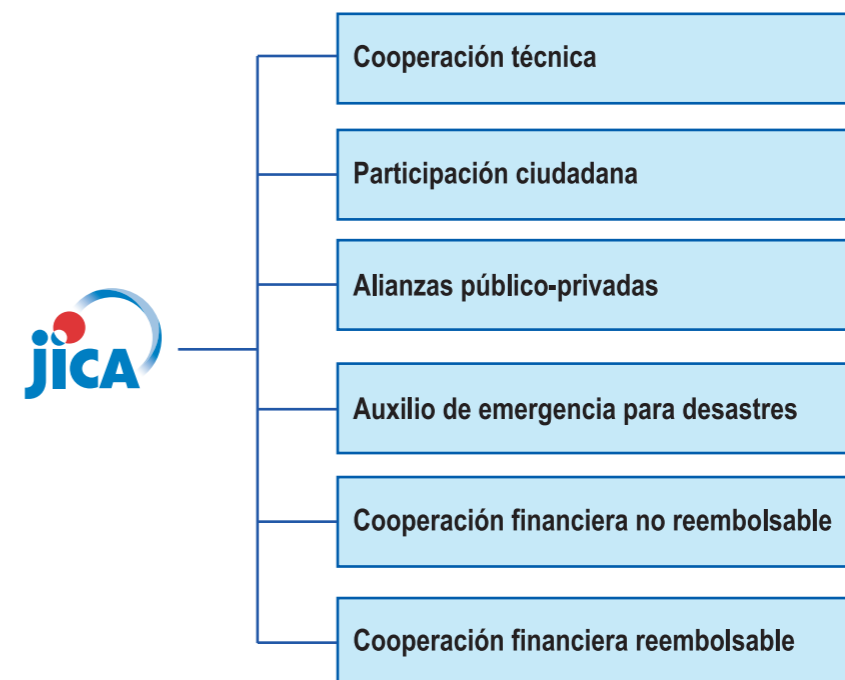 Cooperación técnica
Participación ciudadana
Alianzas público-privadas
jica
Auxilio de emergencia para desastres
Cooperación financiera no reembolsable
Cooperación financiera reembolsable